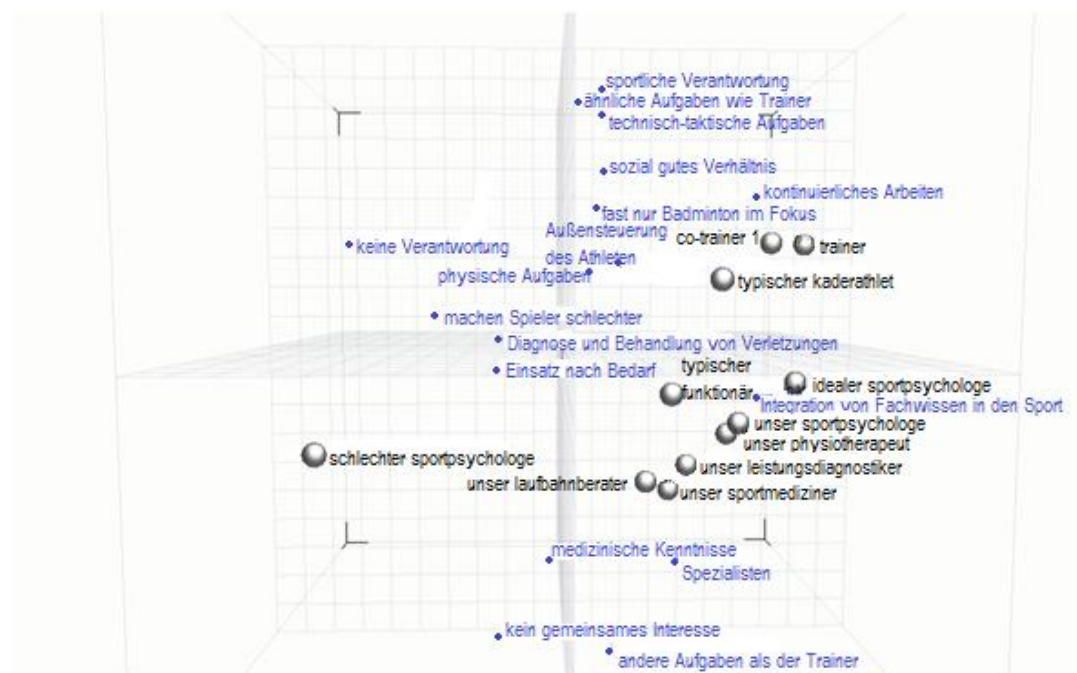 sportliche Verantwortung
ähnliche Aufgaben wie Trainer
technisch-taktische Aufgaben
sozial gutes Verhältnis
kontinuierliches Arbeiten
fast nur Badminton im Fokus
Außensteuerung
des Athleten
co-trainer 1
trainer
keine Verantwortung
physische Aufgaben
typischer kaderathlet
machen Spieler schlechter
Diagnose und Behandlung von Verletzungen
Einsatz nach Bedarf
typischer
funktionär
idealer sportpsychologe
Integration von Fachwissen in den Sport
unser sportpsychologe
unser physiotherapeut
schlechter sportpsychologe
unser leistungsdiagnostiker
unser laufbahnberater
unser sportmediziner
medizinische Kenntnisse
Spezialisten
kein gemeinsames Interesse
andere Aufgaben als der Trainer